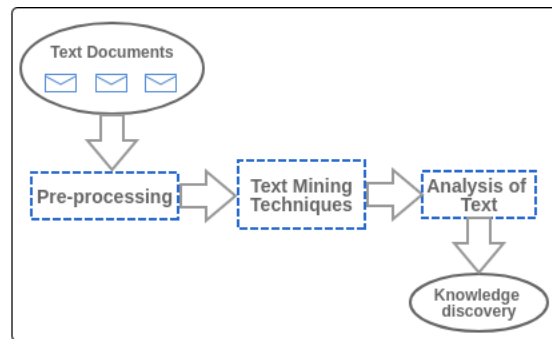 Text Documents
Pre-processing
Text Mining
Techniques
Analysis of
Text
Knowledge
discovery